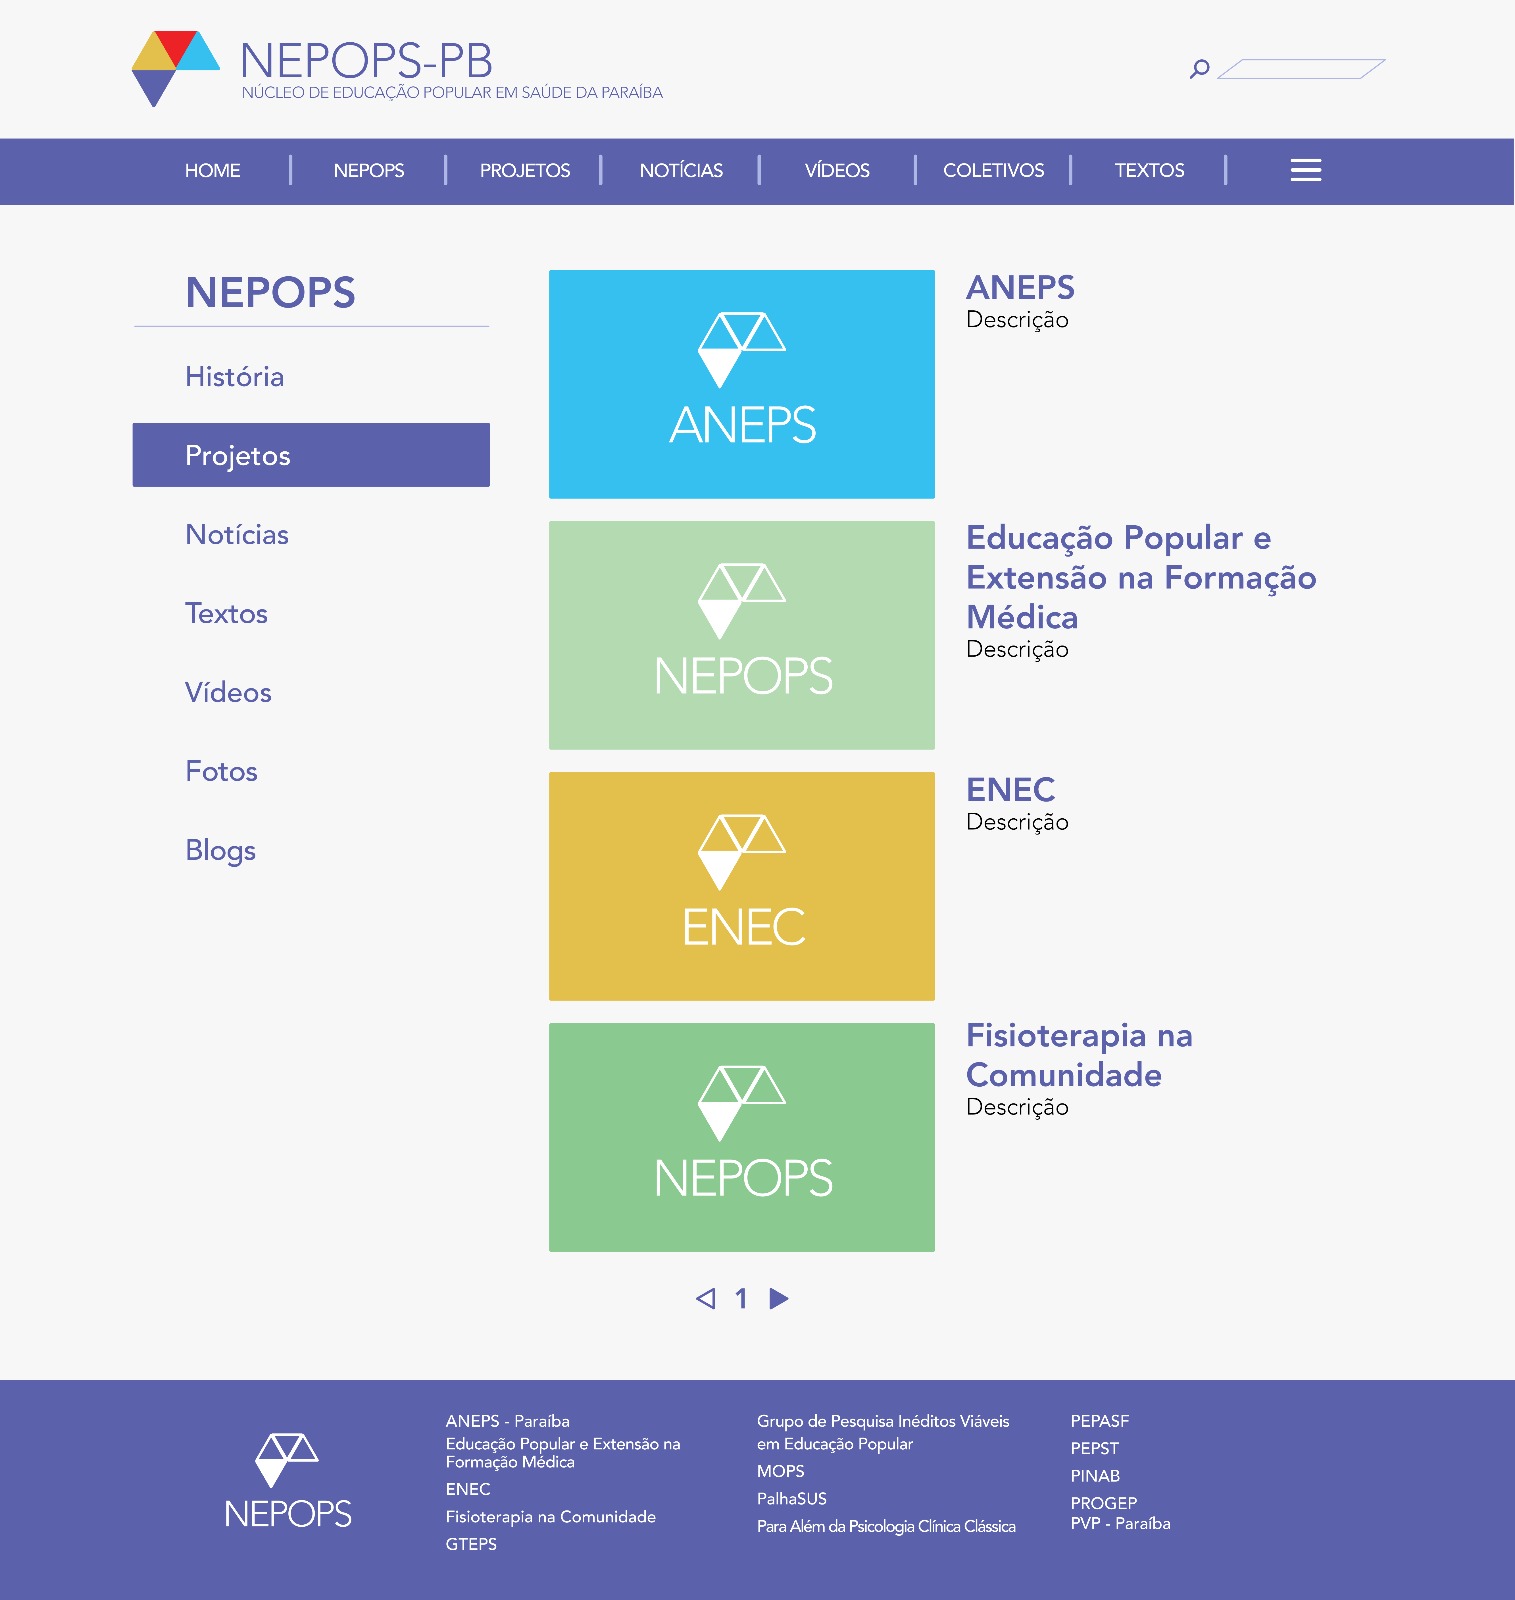 NEPOPS-PB
NÚCLEO DE EDUCAÇÃO POPULAR EM SAÚDE DA PARAÍBA
HOME
NEPOPS
PROJETOS
NOTÍCIAS
VÍDEOS
COLETIVOS
TEXTOS
NEPOPS
História
Projetos
Notícias
Textos
Vídeos
Fotos
Blogs
ANEPS
ANEPS
Descrição
NEPOPS
Educação Popular e
Extensão na Formação
Médica
Descrição
ENEC
ENEC
Descrição
NEPOPS
Fisioterapia na
Comunidade
Descrição
1
NEPOPS
ANEPS - Paraíba
Educação Popular e Extensão na
Formação Médica
ENEC
Fisioterapia na Comunidade
GTEPS
Grupo de Pesquisa Inéditos Viáveis
em Educação Popular
MOPS
PalhaSUS
Para Além da Psicologia Clínica Clássica
PEPASF
PEPST
PINAB
PROGEP
PVP - Paraíba